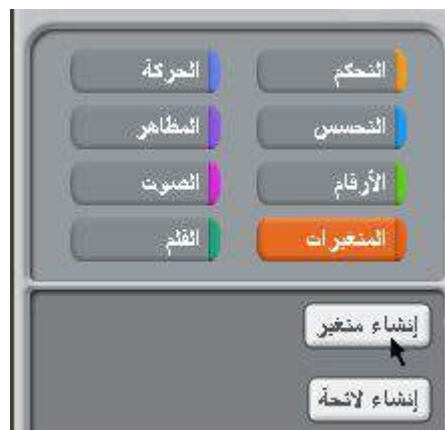 التحكم الحركة
التحسس المظاهر
الأرقام الصوت
المتغيرات القلم
إنشاء متغير
إنشاء لائحة